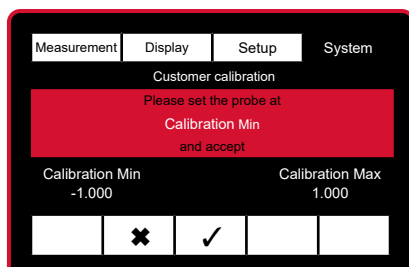 Measurement Display Setup System
Customer calibration
Please set the probe at
Calibration Min
and accept
Calibration Min Calibration Max
-1.000 1.000
✖ ✓